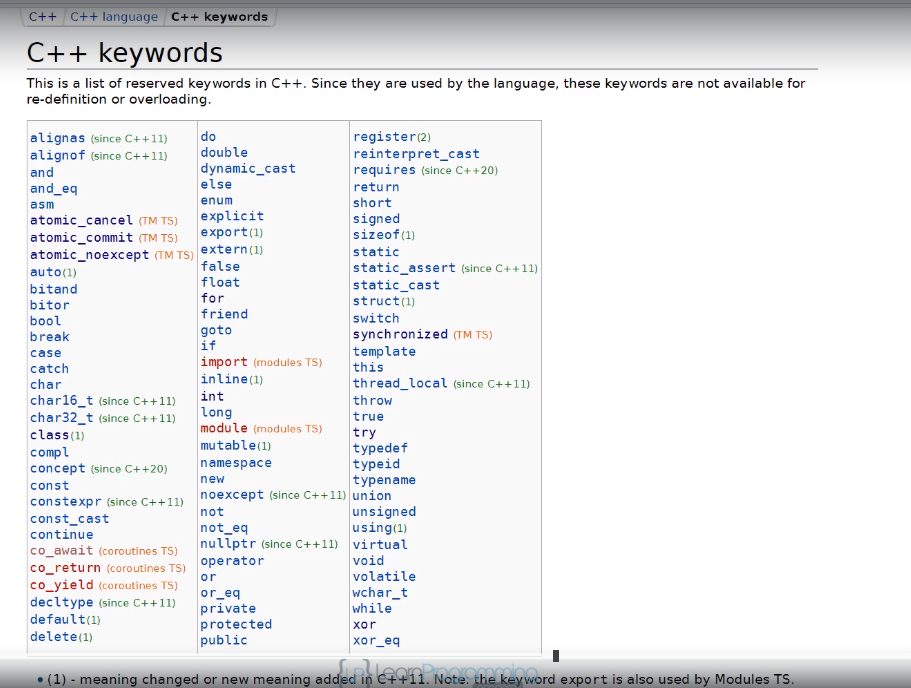 C++ C++ language C++ keywords
C++ keywords
This is a list of reserved keywords in C++. Since they are used by the language, these keywords are not available for
re-definition or overloading.
alignas (since C++11)
alignof (since C++11)
and
and_eq
asm
atomic_cancel (TM TS)
atomic_commit (TM TS)
atomic_noexcept (TM TS)
auto(1)
bitand
bitor
bool
break
case
catch
char
char16_t (since C++11)
char32_t (since C++11)
class(1)
compl
concept (since C++20)
const
constexpr (since C++11)
const_cast
continue
co_await (coroutines TS)
co_return (coroutines TS)
co_yield (coroutines TS)
decltype (since C++11)
default(1)
delete(1)
do
double
dynamic_cast
else
enum
explicit
export(1)
extern(1)
false
float
for
friend
goto
if
import (modules TS)
inline(1)
int
long
module (modules TS)
mutable(1)
namespace
new
noexcept (since C++11)
not
not_eq
nullptr (since C++11)
operator
or
or_eq
private
protected
public
register(2)
reinterpret_cast
requires (since C++20)
return
short
signed
sizeof(1)
static
static_assert (since C++11)
static_cast
struct(1)
switch
synchronized (TM TS)
template
this
thread_local (since C++11)
throw
true
try
typedef
typeid
typename
union
unsigned
using(1)
virtual
void
volatile
wchar_t
while
xor
xor_eq
{LP} LearnProgramming
• (1) - meaning changed or new meaning added in C++11. Note: the keyword export is also used by Modules TS.